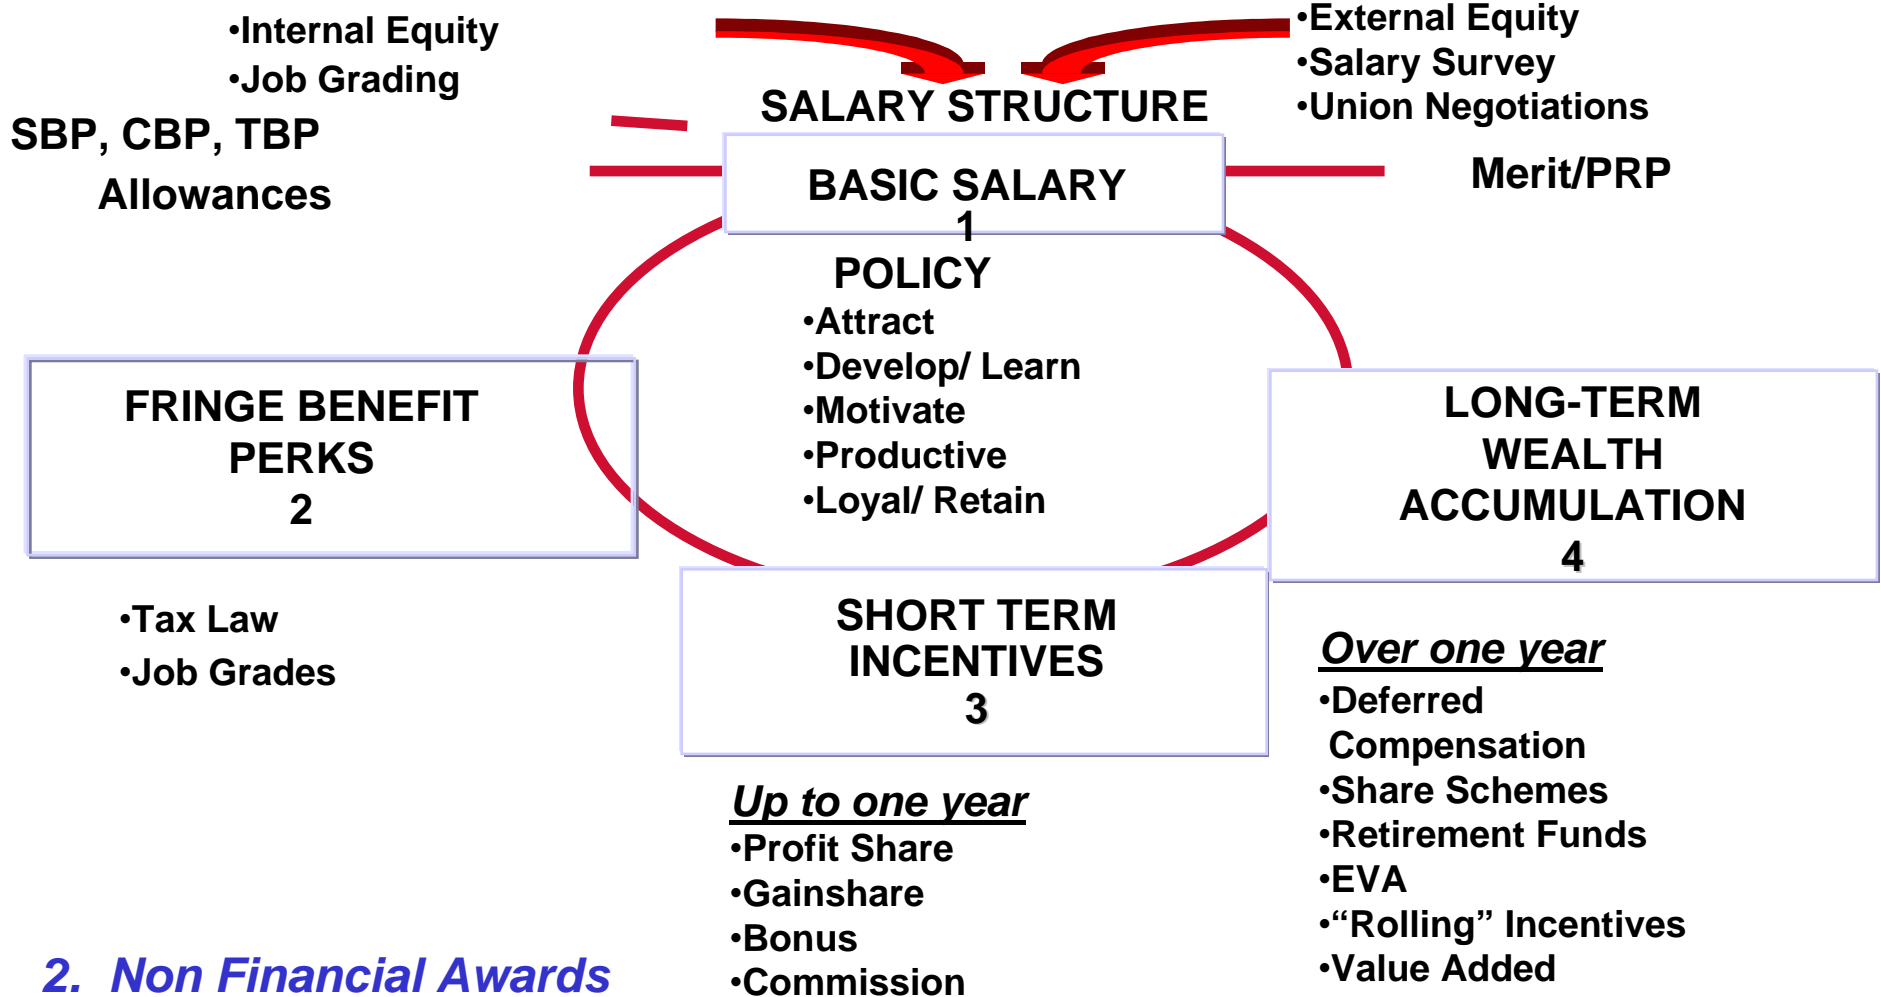 •Internal Equity
•Job Grading
•External Equity
•Salary Survey
•Union Negotiations
SALARY STRUCTURE
SBP, CBP, TBP
Allowances
BASIC SALARY
1
Merit/PRP
POLICY
•Attract
•Develop/ Learn
•Motivate
•Productive
•Loyal/ Retain
FRINGE BENEFIT
PERKS
2
•Tax Law
•Job Grades
LONG-TERM
WEALTH
ACCUMULATION
4
SHORT TERM
INCENTIVES
3
Up to one year
•Profit Share
•Gainshare
•Bonus
•Commission
Over one year
•Deferred
Compensation
•Share Schemes
•Retirement Funds
•EVA
•“Rolling” Incentives
•Value Added
2. Non Financial Awards